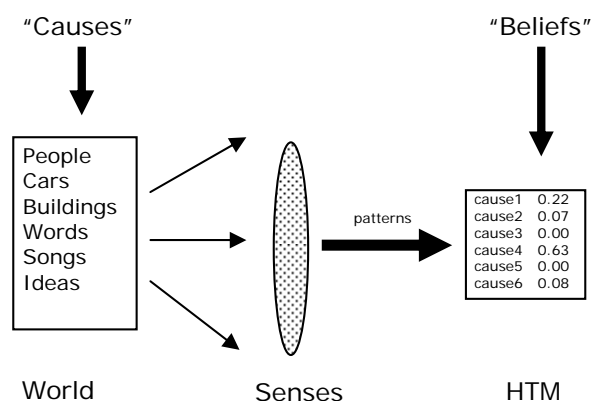 "Causes"
"Beliefs"
People
Cars
Buildings
Words
Songs
Ideas
patterns
cause1 0.22
cause2 0.07
cause3 0.00
cause4 0.63
cause5 0.00
cause6 0.08
World
Senses
HTM